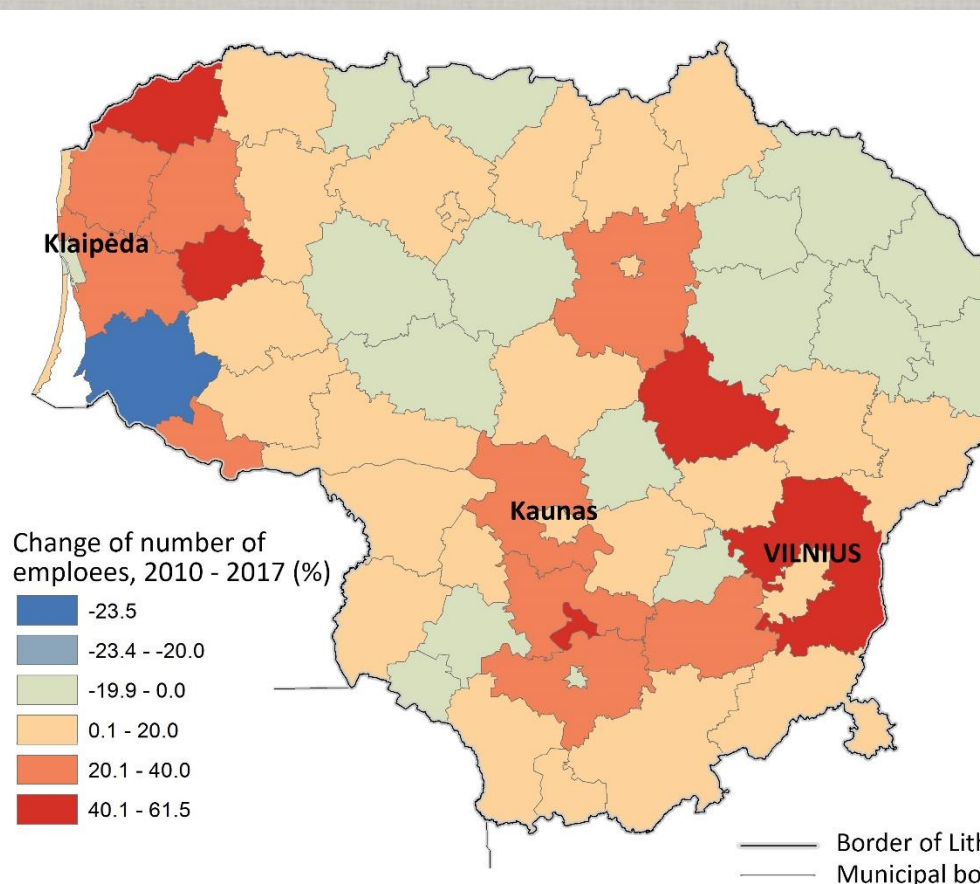 Klaipėda
Kaunas
VILNIUS
Change of number of
emploees, 2010 - 2017 (%)
-23.5
-23.4 - -20.0
-19.9 - 0.0
0.1 - 20.0
20.1 - 40.0
40.1 - 61.5
Border of Lith
Municipal bo